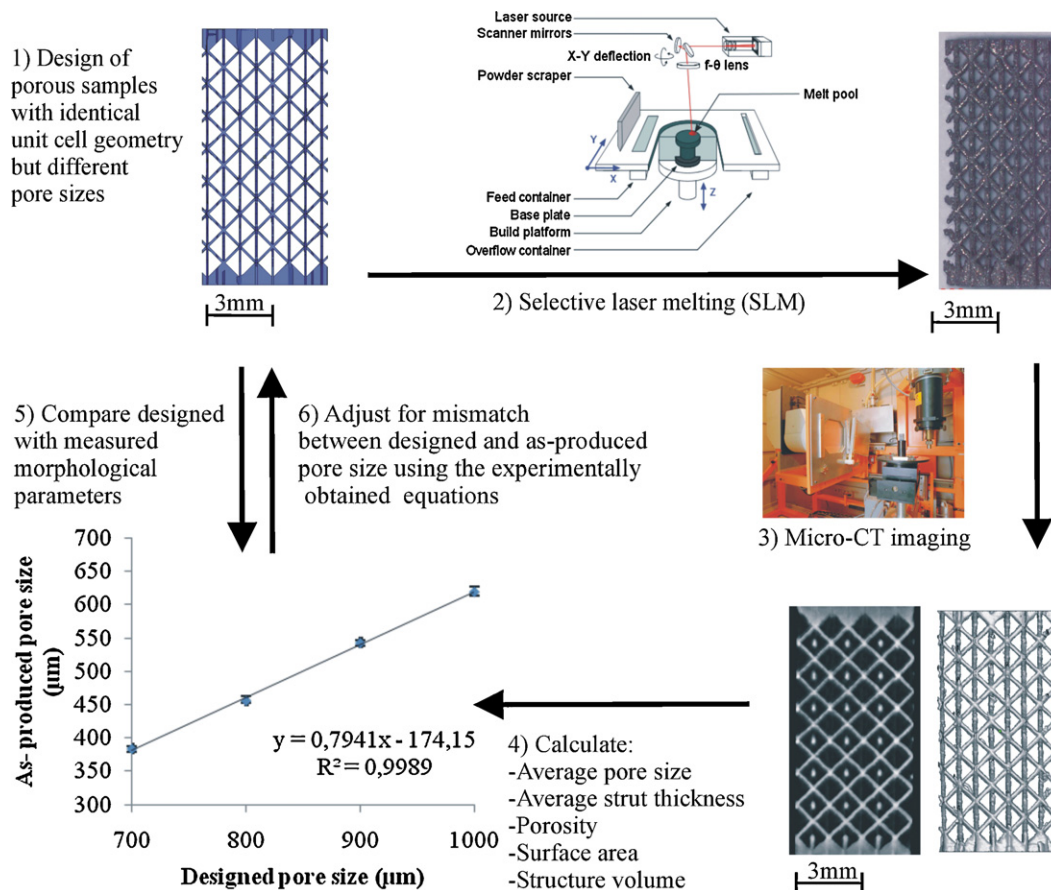 1) Design of
porous samples
with identical
unit cell geometry
but different
pore sizes
3mm
Laser source
Scanner mirrors
X-Y deflection
f-θ lens
Powder scraper
Melt pool
Y
X
Z
Feed container
Base plate
Build platform
Overflow container
2) Selective laser melting (SLM)
3mm
5) Compare designed
with measured
morphological
parameters
6) Adjust for mismatch
between designed and as-produced
pore size using the experimentally
obtained equations
3) Micro-CT imaging
3mm
4) Calculate:
-Average pore size
-Average strut thickness
-Porosity
-Surface area
-Structure volume
As- produced pore size
(µm)
700
650
600
550
500
450
400
350
300
y = 0,7941x - 174,15
R² = 0,9989
700 800 900 1000
Designed pore size (µm)